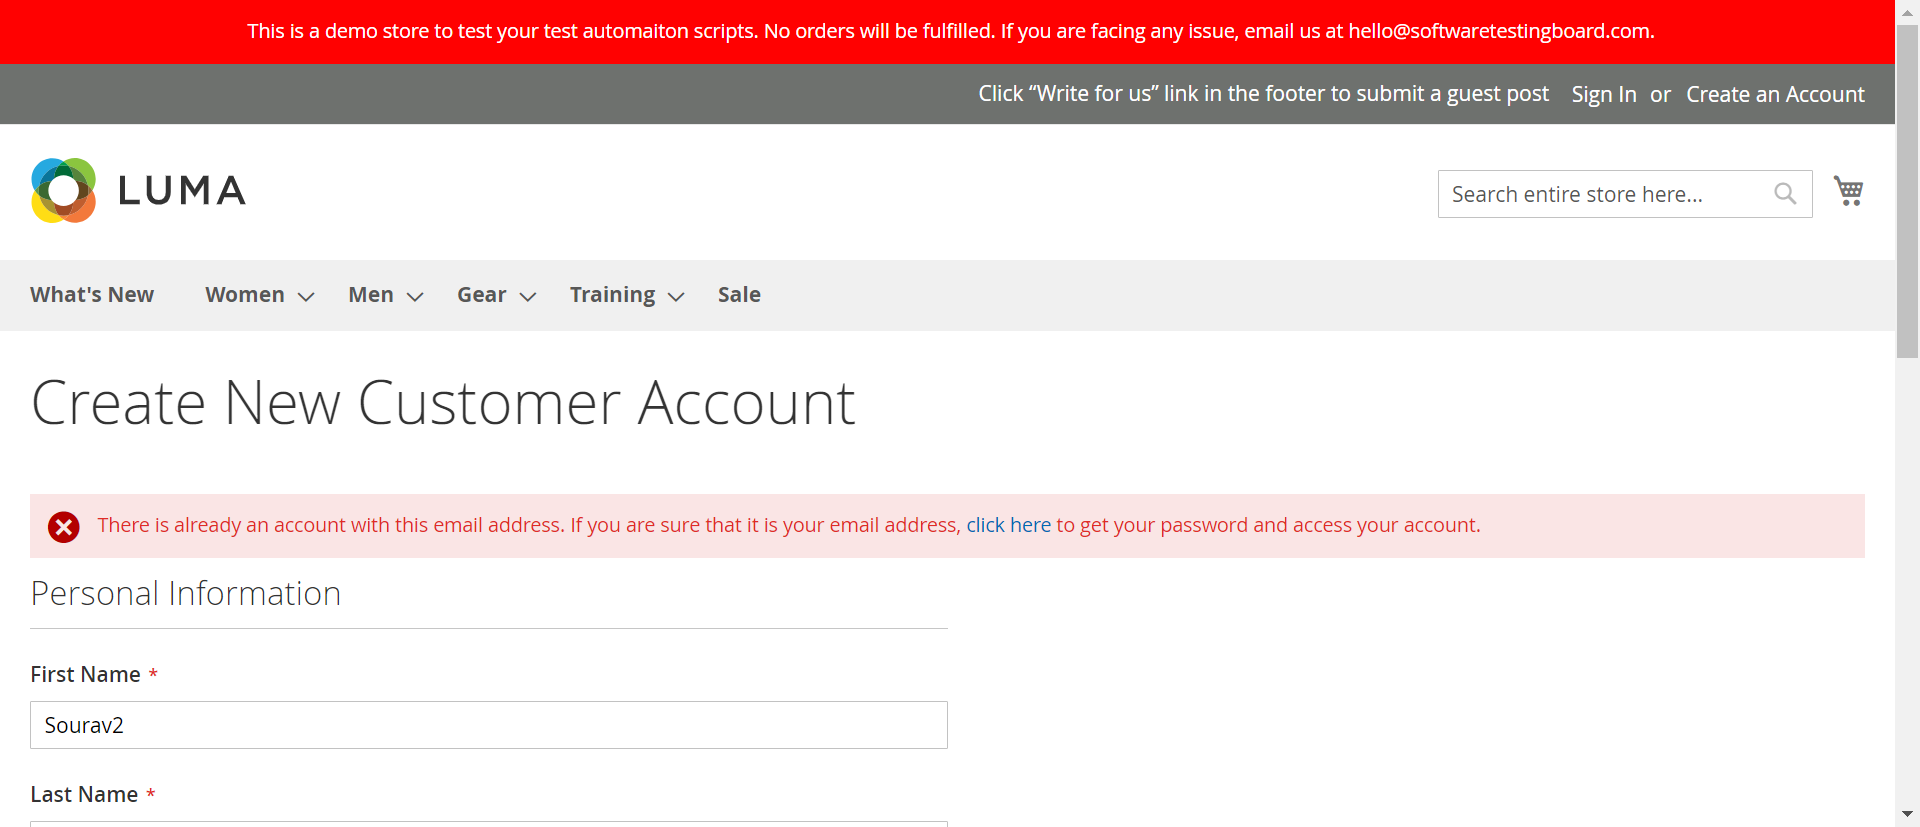 This is a demo store to test your test automaiton scripts. No orders will be fulfilled. If you are facing any issue, email us at hello@softwaretestingboard.com.
Click “Write for us” link in the footer to submit a guest post Sign In or Create an Account
LUMA
Search entire store here...
What's New Women Men Gear Training Sale
Create New Customer Account
There is already an account with this email address. If you are sure that it is your email address, click here to get your password and access your account.
Personal Information
First Name *
Sourav2
Last Name *